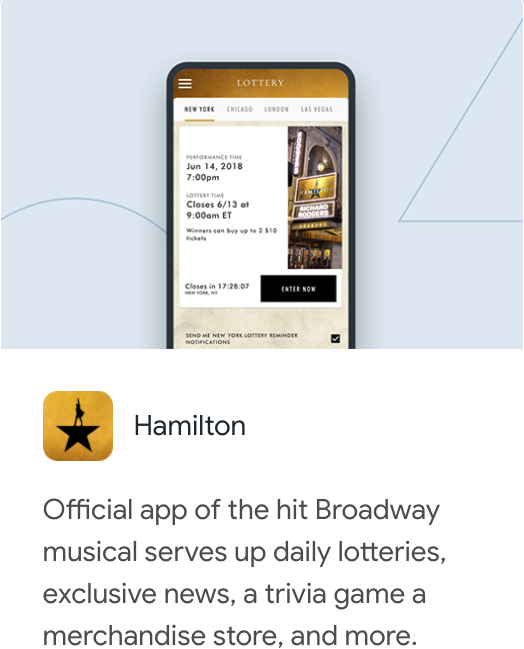 LOTTERY
NEW YORK CHICAGO LONDON LAS VEGAS
PERFORMANCE TIME
Jun 14, 2018
7:00pm
LOTTERY TIME
Closes 6/13 at
9:00am ET
Winners can buy up to 2 $10
tickets
HAMILTON
RICHARD
RODGERS
Closes in 17:28:07
NEW YORK, NY
ENTER NOW
SEND ME NEW YORK LOTTERY REMINDER
NOTIFICATIONS
Hamilton
Official app of the hit Broadway
musical serves up daily lotteries,
exclusive news, a trivia game a
merchandise store, and more.